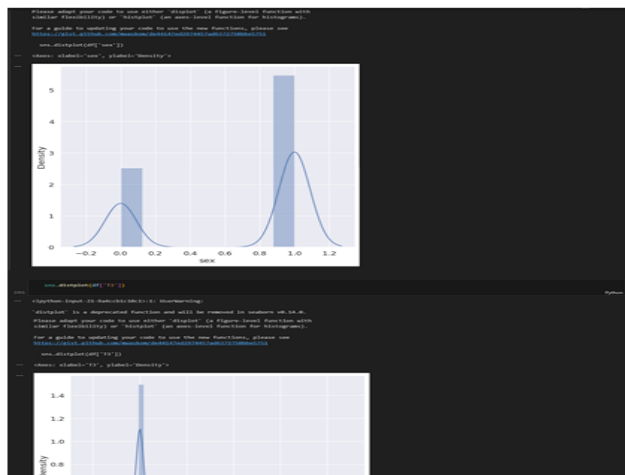 Please adapt your code to use either `displot` (a figure-level function with
similar flexibility) or `histplot` (an axes-level function for histograms).
For a guide to updating your code to use the new functions, please see
sns.distplot(df['sex'])
<Axes: xlabel='sex', ylabel='Density'>
5
4
3
2
1
0
Density
−0.2 0.0 0.2 0.4 0.6 0.8 1.0 1.2
sex
sns.distplot(df['T3'])
Python
UserWarning:
`distplot` is a deprecated function and will be removed in seaborn v0.14.0.
Please adapt your code to use either `displot` (a figure-level function with
similar flexibility) or `histplot` (an axes-level function for histograms).
For a guide to updating your code to use the new functions, please see
sns.distplot(df['T3'])
<Axes: xlabel='T3', ylabel='Density'>
1.4
1.2
1.0
0.8